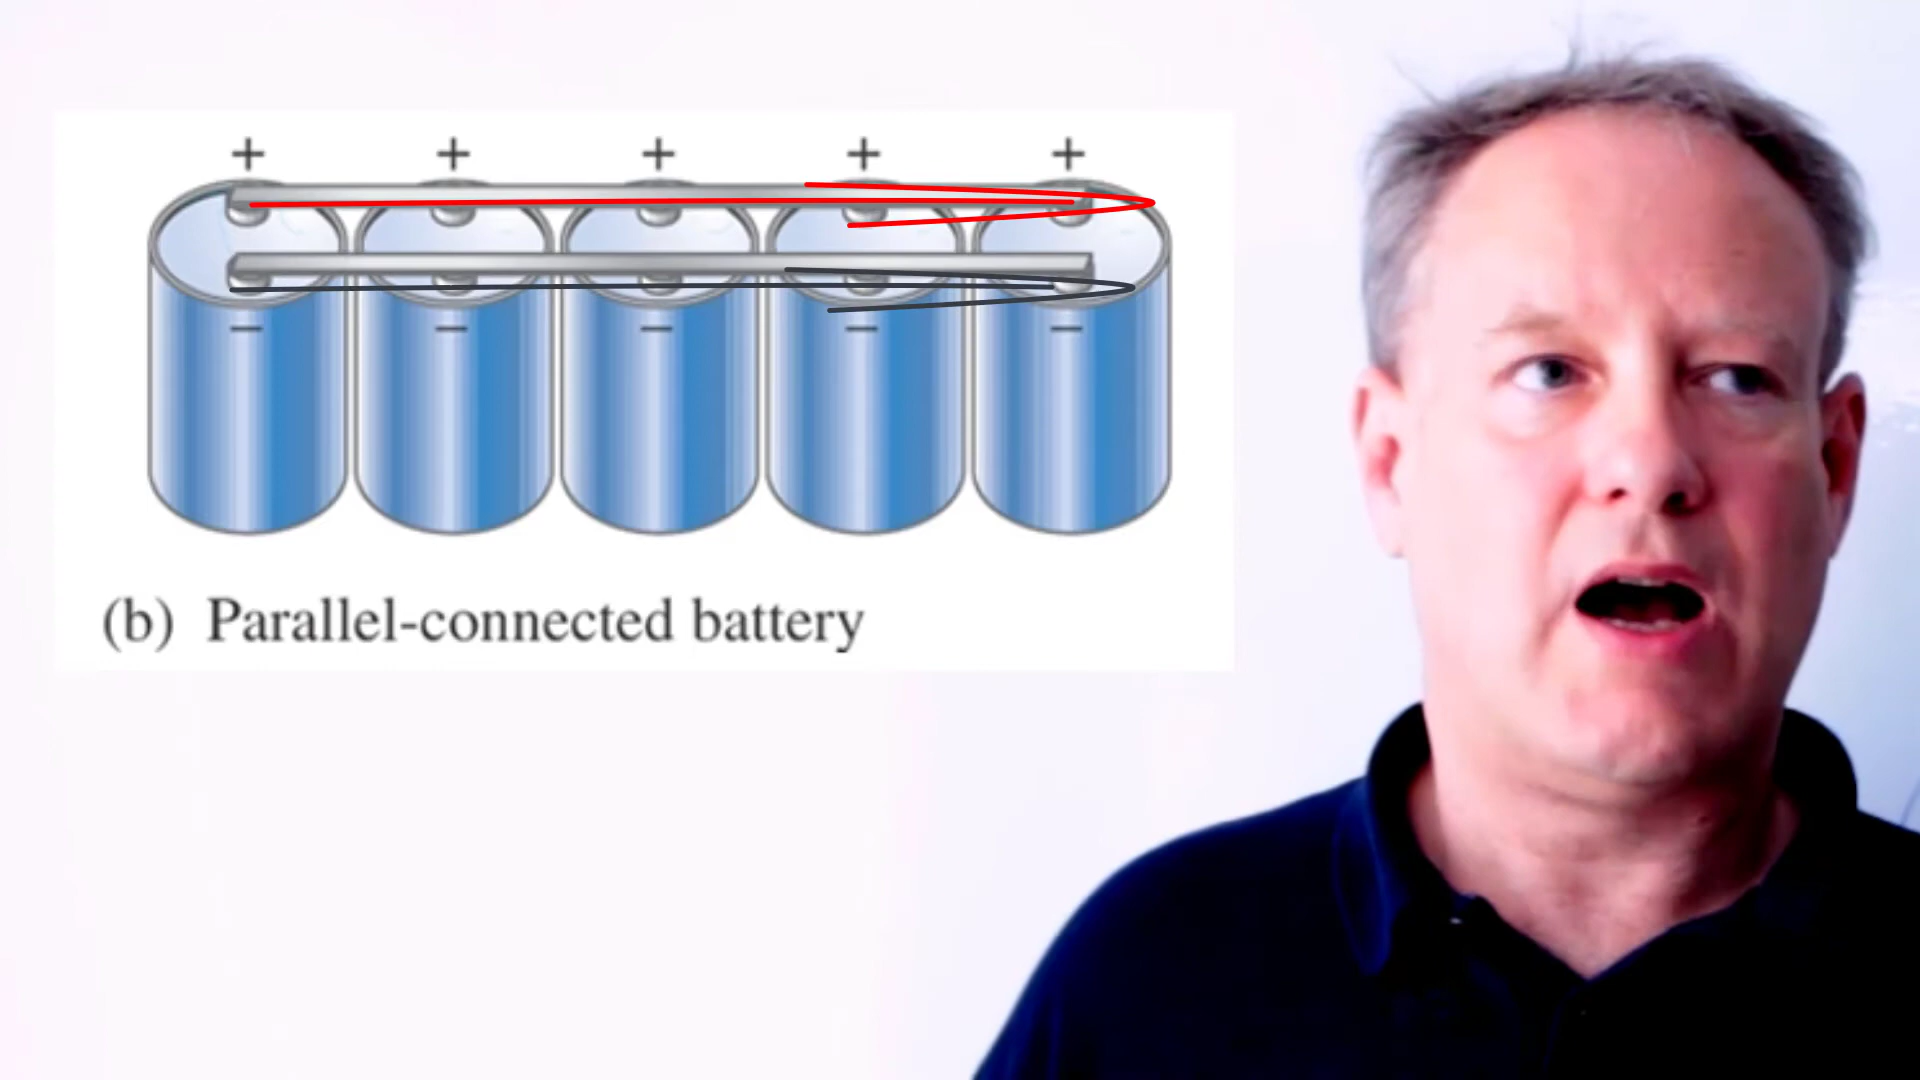 + + + + +
− − − − −
(b) Parallel-connected battery